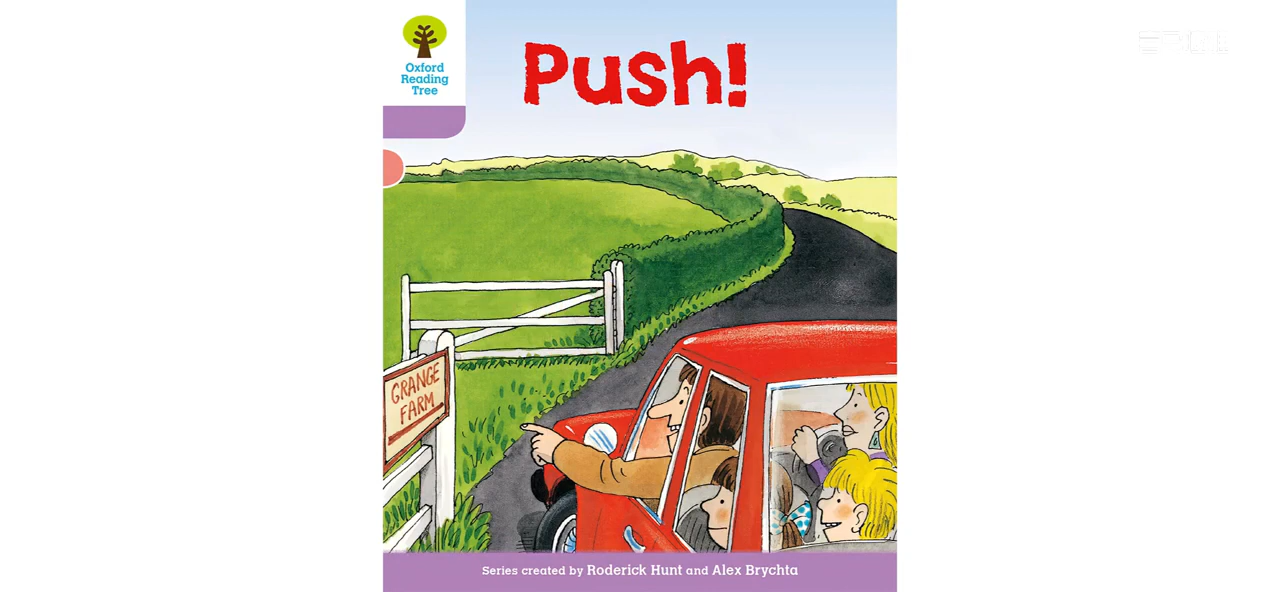 Oxford
Reading
Tree
Push!
GRANGE
FARM
Series created by Roderick Hunt and Alex Brychta